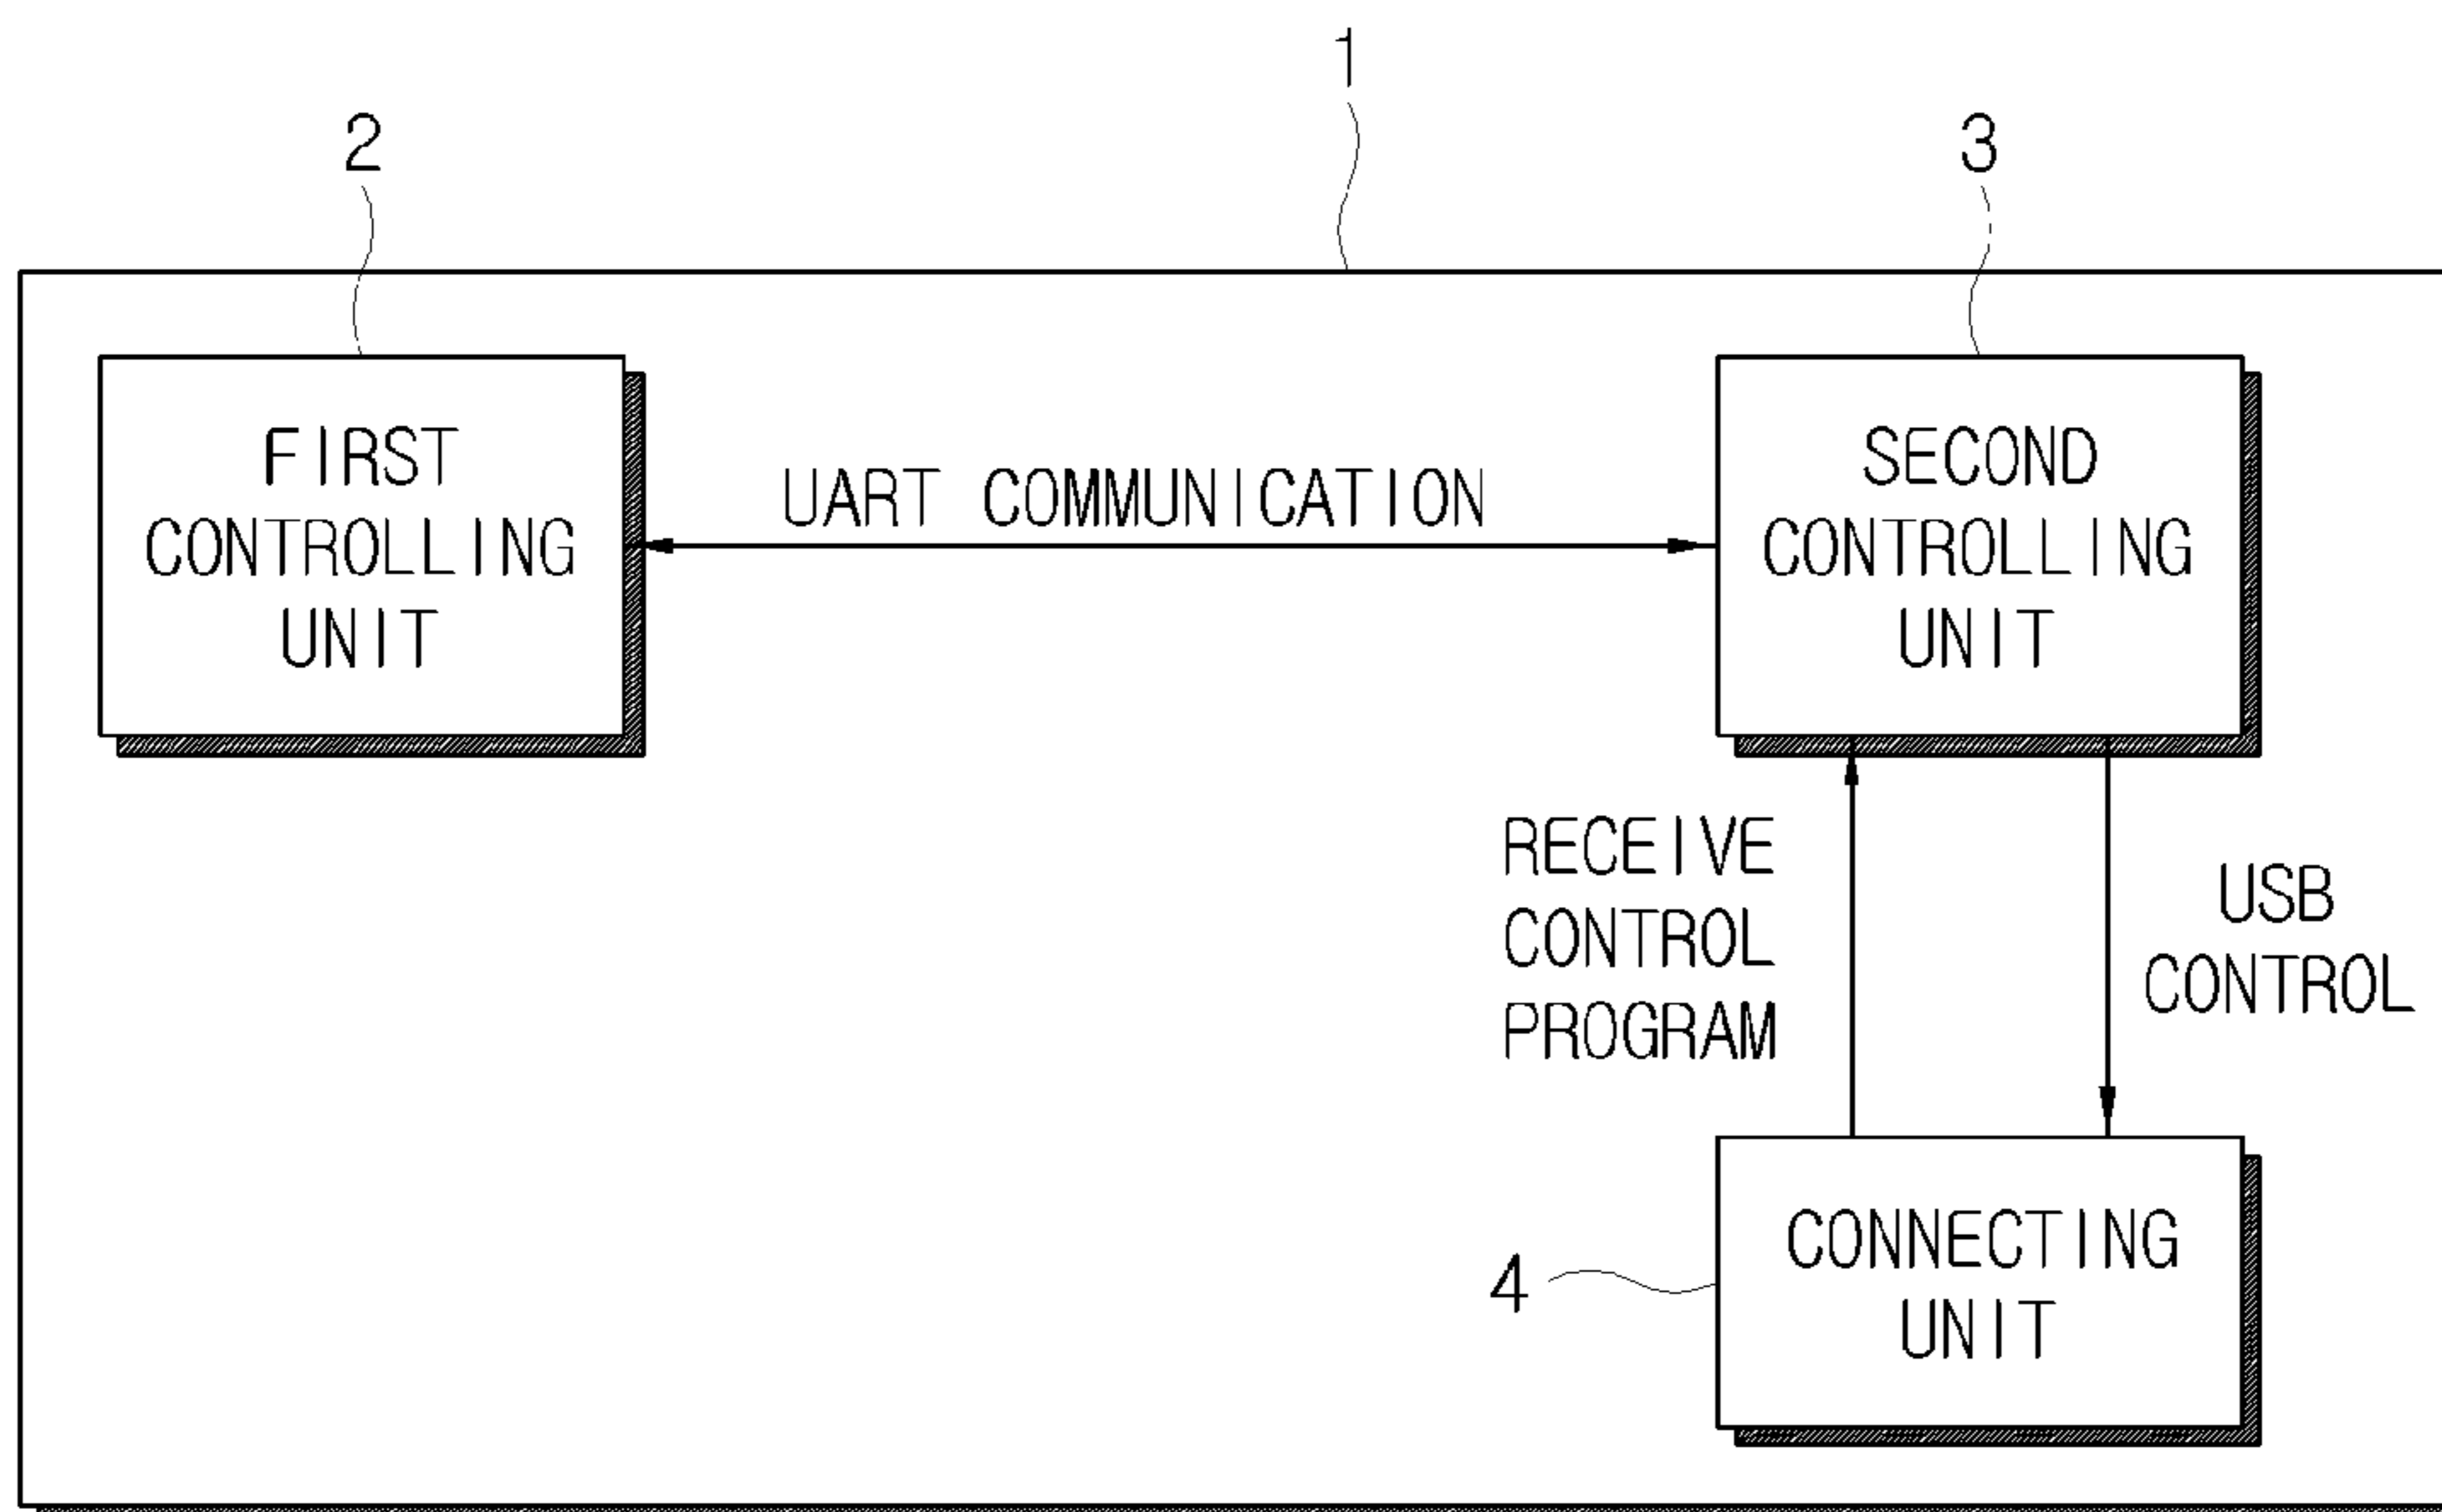 1
2
3
FIRST
CONTROLLING
UNIT
UART COMMUNICATION
SECOND
CONTROLLING
UNIT
RECEIVE
CONTROL
PROGRAM
USB
CONTROL
4
CONNECTING
UNIT